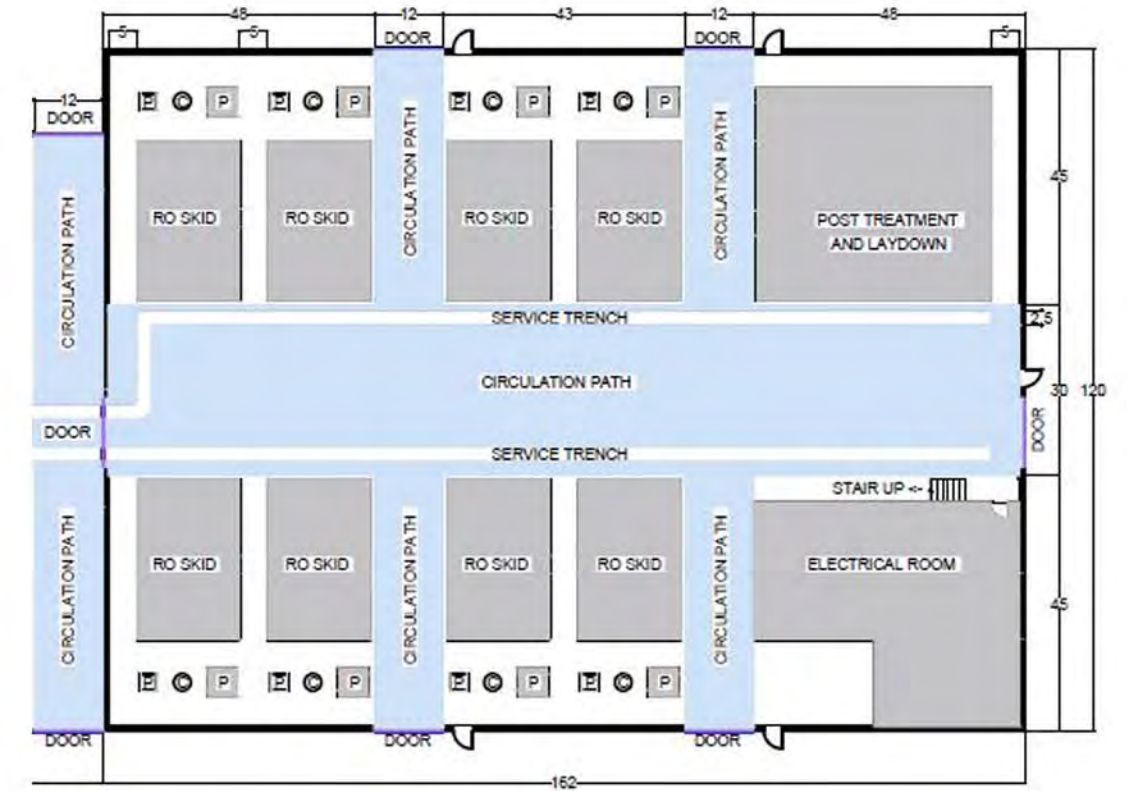 48 12 43 12 48
5 5 DOOR DOOR 5
12
DOOR
P C P P C P P C P P C P
CIRCULATION PATH
CIRCULATION PATH
CIRCULATION PATH
45
RO SKID RO SKID RO SKID RO SKID
POST TREATMENT
AND LAYDOWN
SERVICE TRENCH
2.5
CIRCULATION PATH
30 120
DOOR
DOOR
SERVICE TRENCH
STAIR UP <-
RO SKID RO SKID RO SKID RO SKID
ELECTRICAL ROOM
CIRCULATION PATH
CIRCULATION PATH
CIRCULATION PATH
45
P C P P C P P C P P C P
DOOR DOOR DOOR
162